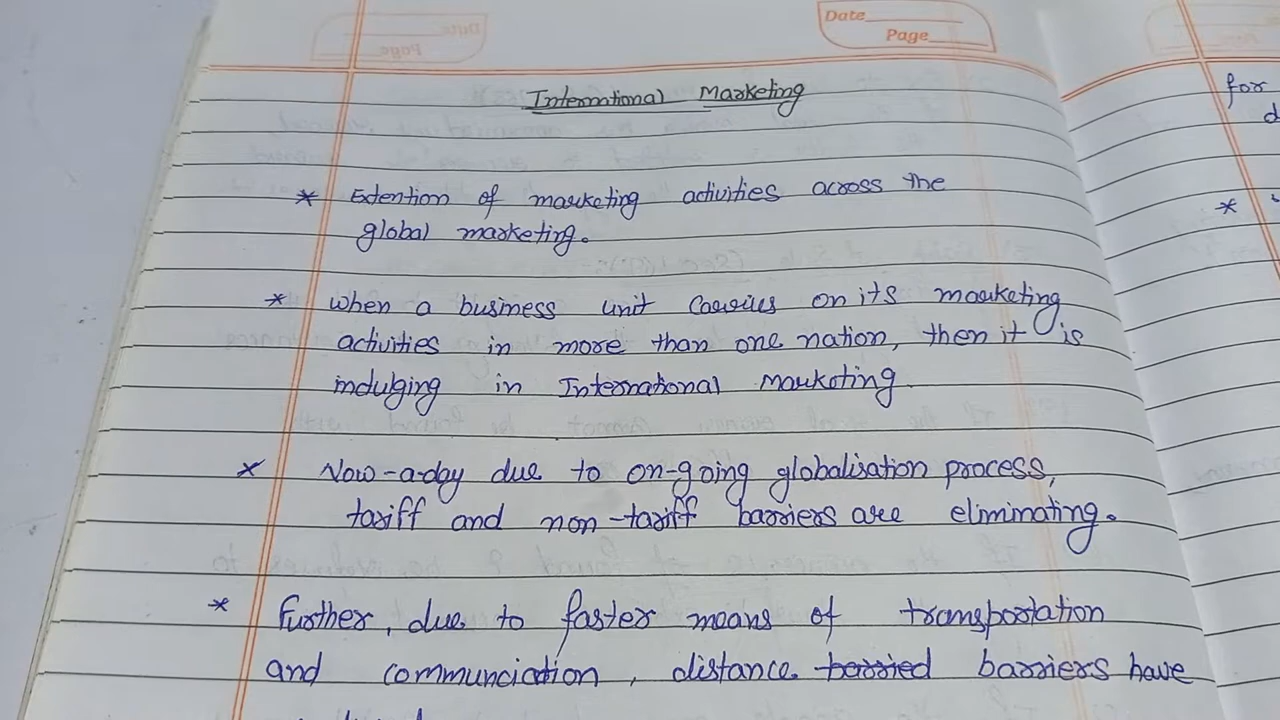 Date
Page
International Marketing
* Extention of marketing activities across the
global marketing.
* when a business unit carries on its marketing
activities in more than one nation, then it is
indulging in International Marketing
* Now-a-day due to on-going globalisation process,
tariff and non-tariff barriers are eliminating.
* Further, due to faster means of transportation
and communciation, distance barried barriers have
for
*